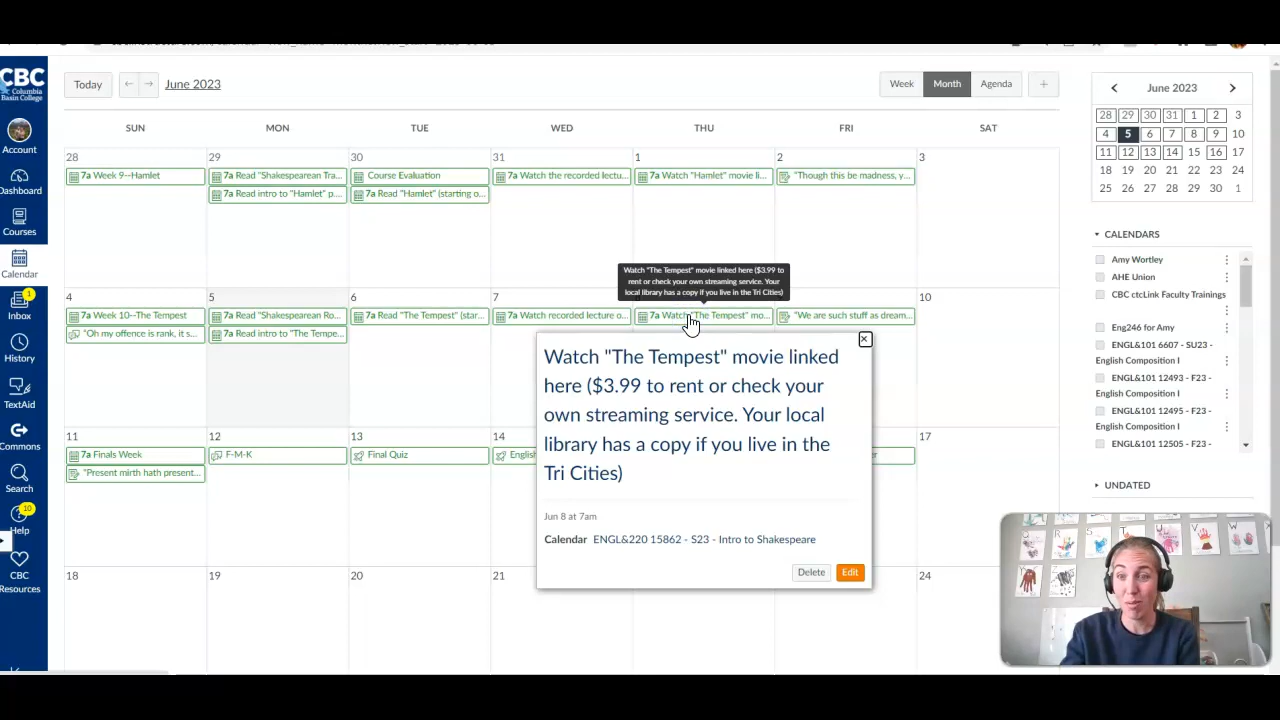 CBC
Columbia
Basin College
Account
Dashboard
Courses
Calendar
1
Inbox
History
TextAid
Commons
Search
10
Help
CBC
Resources
Today
← →
June 2023
Week
Month
Agenda
+
SUN
MON
TUE
WED
THU
FRI
SAT
28
29
30
31
1
2
3
7a Week 9--Hamlet
7a Read "Shakespearean Tra...
Course Evaluation
7a Watch the recorded lectu...
7a Watch "Hamlet" movie li...
"Though this be madness, y...
7a Read intro to "Hamlet" p...
7a Read "Hamlet" (starting o...
Watch "The Tempest" movie linked here ($3.99 to
rent or check your own streaming service. Your
local library has a copy if you live in the Tri Cities)
4
5
6
7
10
7a Week 10--The Tempest
7a Read "Shakespearean Ro...
7a Read "The Tempest" (star...
7a Watch recorded lecture o...
7a Watch "The Tempest" mo...
"We are such stuff as dream...
"Oh my offence is rank, it s...
7a Read intro to "The Tempe...
Watch "The Tempest" movie linked
here ($3.99 to rent or check your
own streaming service. Your local
library has a copy if you live in the
Tri Cities)
Jun 8 at 7am
Calendar ENGL&220 15862 - S23 - Intro to Shakespeare
Delete
Edit
11
12
13
14
17
7a Finals Week
F-M-K
Final Quiz
English
er
"Present mirth hath present...
18
19
20
21
24
June 2023
28 29 30 31 1 2 3
4 5 6 7 8 9 10
11 12 13 14 15 16 17
18 19 20 21 22 23 24
25 26 27 28 29 30 1
CALENDARS
Amy Wortley
AHE Union
CBC ctcLink Faculty Trainings
Eng246 for Amy
ENGL&101 6607 - SU23 -
English Composition I
ENGL&101 12493 - F23 -
English Composition I
ENGL&101 12495 - F23 -
English Composition I
ENGL&101 12505 - F23 -
UNDATED
R
S
T
U
V
W